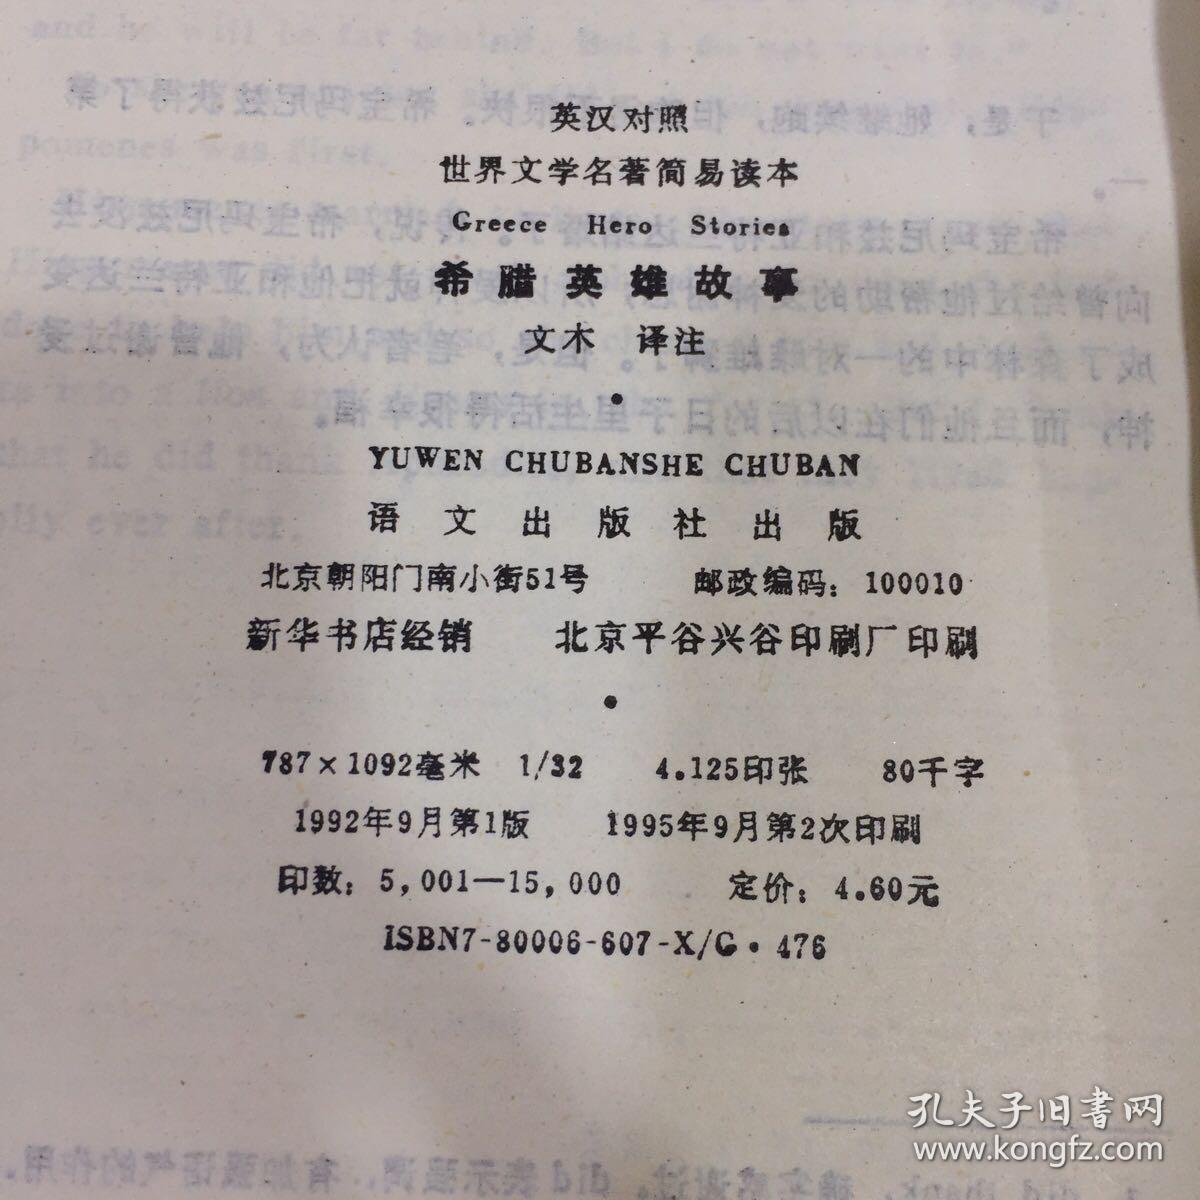 英汉对照
世界文学名著简易读本
Greece Hero Stories
希腊英雄故事
文木 译注
•
YUWEN CHUBANSHE CHUBAN
语文出版社出版
北京朝阳门南小街51号 邮政编码：100010
新华书店经销 北京平谷兴谷印刷厂印刷
•
787×1092毫米 1/32 4.125印张 80千字
1992年9月第1版 1995年9月第2次印刷
印数：5,001—15,000 定价：4.60元
ISBN7-80006-607-X/G·476
孔夫子旧书网
www.kongfz.com